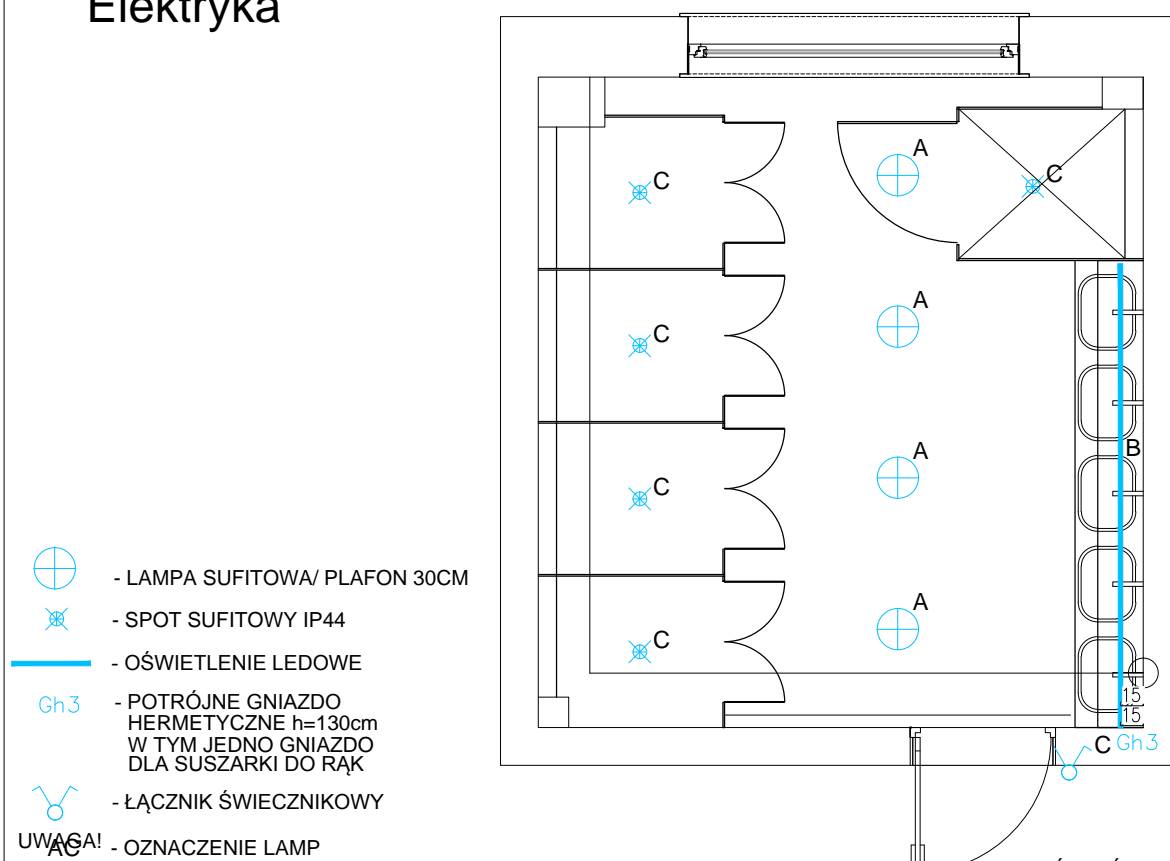 Elektryka
A
C
C
A
C
A
B
C
A
C
15
15
C Gh3
- LAMPA SUFITOWA/ PLAFON 30CM
- SPOT SUFITOWY IP44
- OŚWIETLENIE LEDOWE
Gh3 - POTRÓJNE GNIAZDO
HERMETYCZNE h=130cm
W TYM JEDNO GNIAZDO
DLA SUSZARKI DO RĄK
- ŁĄCZNIK ŚWIECZNIKOWY
UWAGA!
AC - OZNACZENIE LAMP